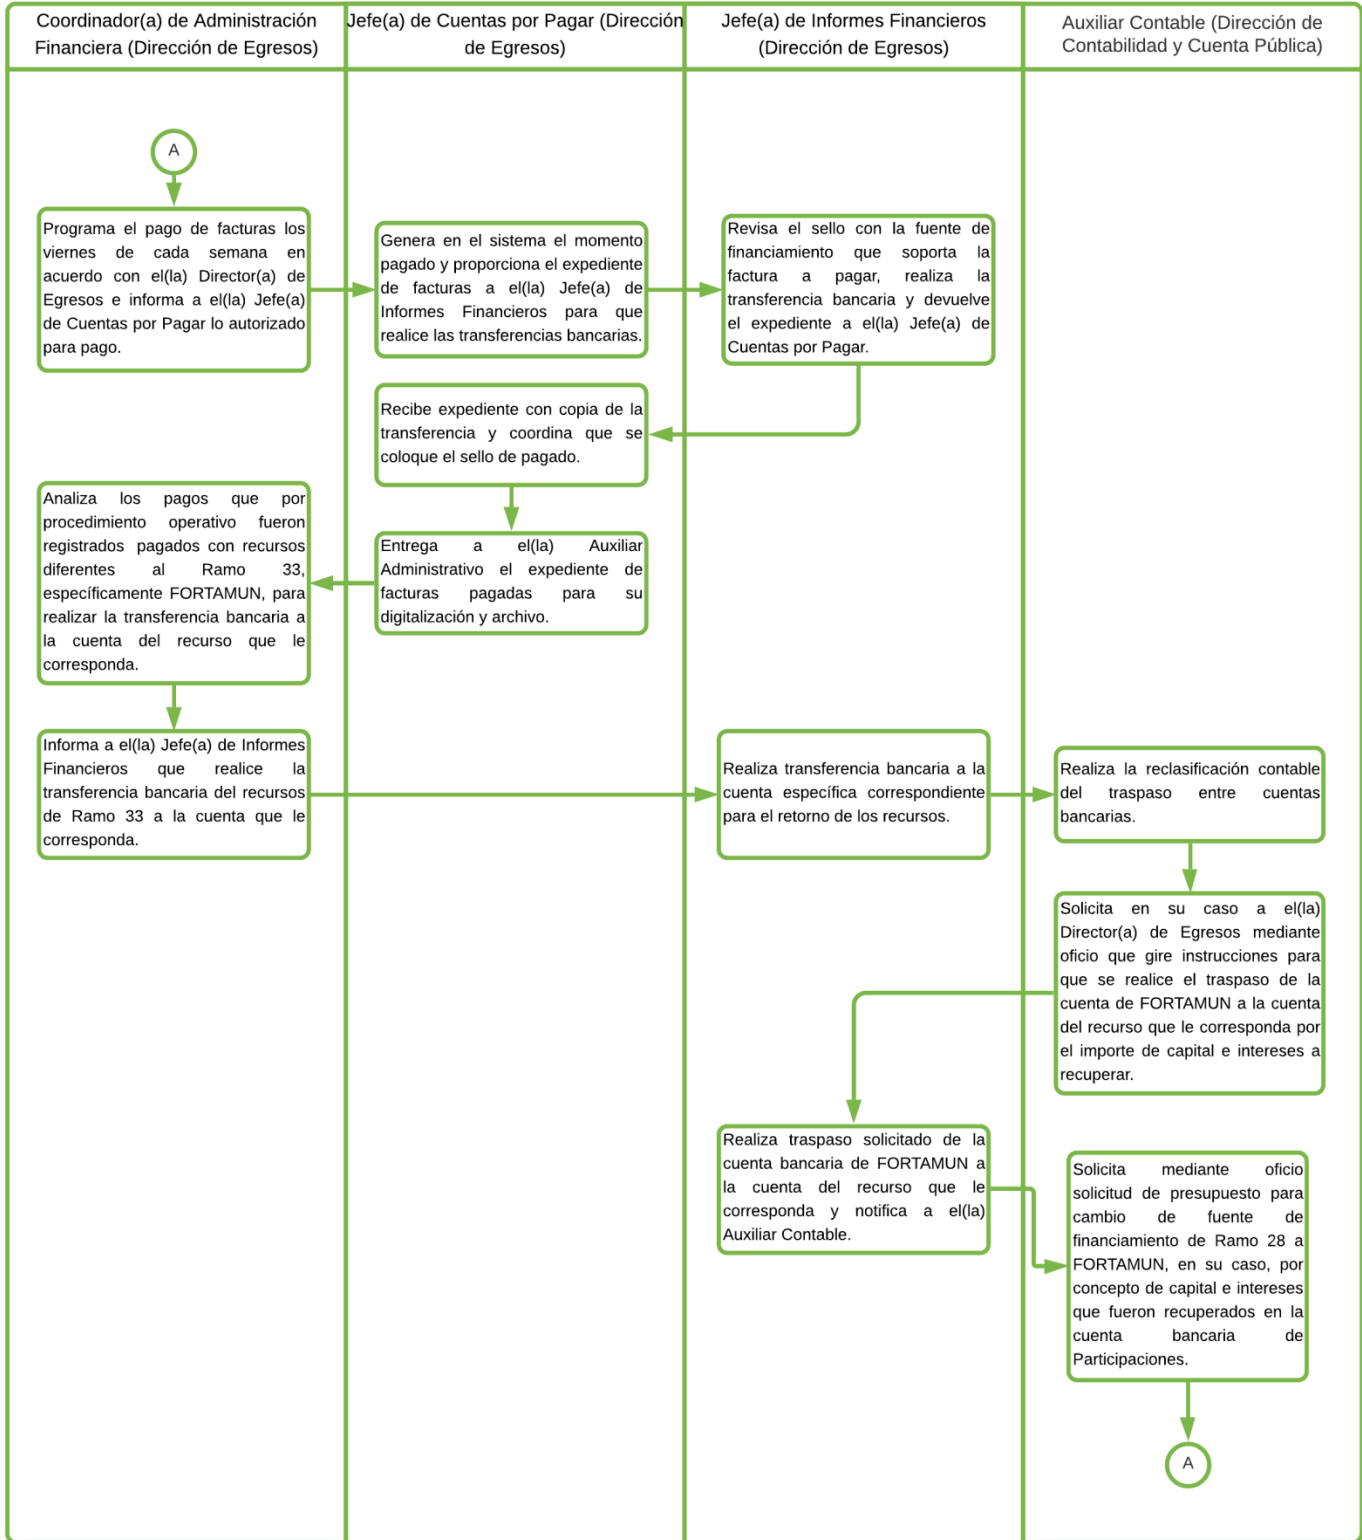 Coordinador(a) de Administración
Financiera (Dirección de Egresos)
Jefe(a) de Cuentas por Pagar (Dirección
de Egresos)
Jefe(a) de Informes Financieros
(Dirección de Egresos)
Auxiliar Contable (Dirección de
Contabilidad y Cuenta Pública)
A
Programa el pago de facturas los
viernes de cada semana en
acuerdo con el(la) Director(a) de
Egresos e informa a el(la) Jefe(a)
de Cuentas por Pagar lo autorizado
para pago.
Genera en el sistema el momento
pagado y proporciona el expediente
de facturas a el(la) Jefe(a) de
Informes Financieros para que
realice las transferencias bancarias.
Revisa el sello con la fuente de
financiamiento que soporta la
factura a pagar, realiza la
transferencia bancaria y devuelve
el expediente a el(la) Jefe(a) de
Cuentas por Pagar.
Recibe expediente con copia de la
transferencia y coordina que se
coloque el sello de pagado.
Entrega a el(la) Auxiliar
Administrativo el expediente de
facturas pagadas para su
digitalización y archivo.
Analiza los pagos que por
procedimiento operativo fueron
registrados pagados con recursos
diferentes al Ramo 33,
específicamente FORTAMUN, para
realizar la transferencia bancaria a
la cuenta del recurso que le
corresponda.
Informa a el(la) Jefe(a) de Informes
Financieros que realice la
transferencia bancaria del recursos
de Ramo 33 a la cuenta que le
corresponda.
Realiza transferencia bancaria a la
cuenta específica correspondiente
para el retorno de los recursos.
Realiza la reclasificación contable
del traspaso entre cuentas
bancarias.
Solicita en su caso a el(la)
Director(a) de Egresos mediante
oficio que gire instrucciones para
que se realice el traspaso de la
cuenta de FORTAMUN a la cuenta
del recurso que le corresponda por
el importe de capital e intereses a
recuperar.
Realiza traspaso solicitado de la
cuenta bancaria de FORTAMUN a
la cuenta del recurso que le
corresponda y notifica a el(la)
Auxiliar Contable.
Solicita mediante oficio
solicitud de presupuesto para
cambio de fuente de
financiamiento de Ramo 28 a
FORTAMUN, en su caso, por
concepto de capital e intereses
que fueron recuperados en la
cuenta bancaria de
Participaciones.
A